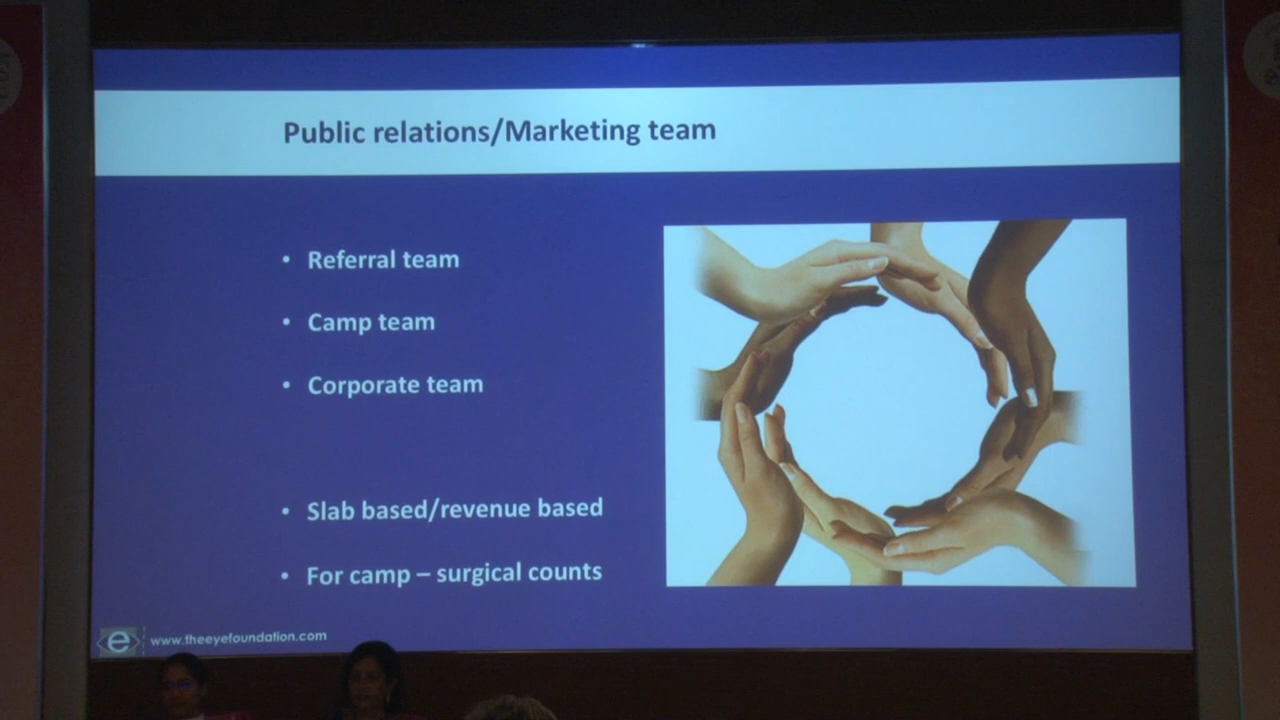 Public relations/Marketing team
• Referral team
• Camp team
• Corporate team
• Slab based/revenue based
• For camp – surgical counts
e www.theeyefoundation.com